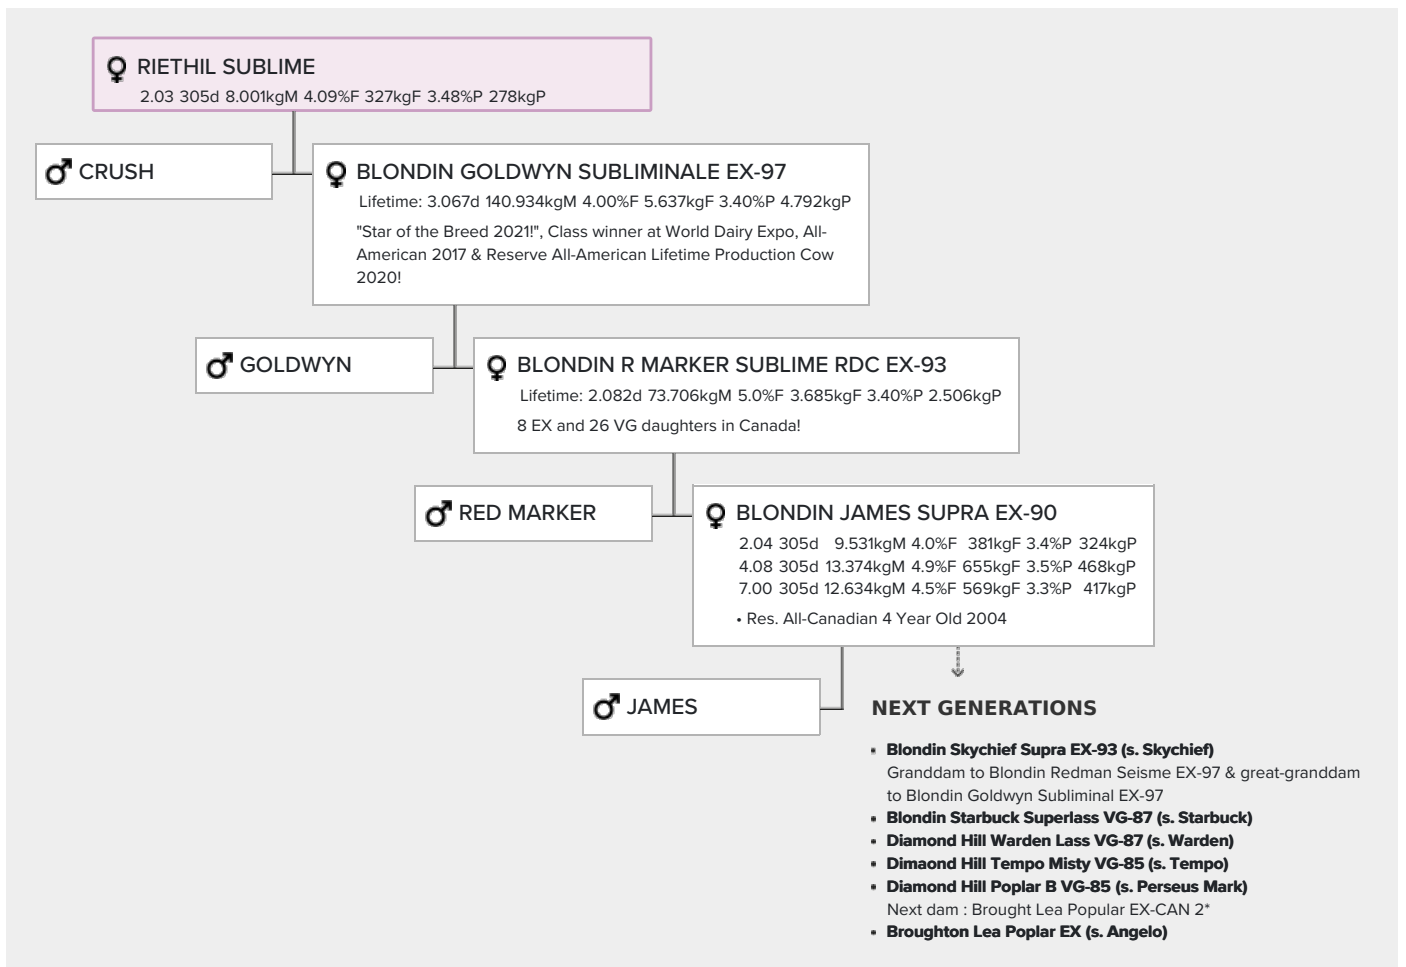 RIETHIL SUBLIME
2.03 305d 8.001kgM 4.09%F 327kgF 3.48%P 278kgP
CRUSH
BLONDIN GOLDWYN SUBLIMINALE EX-97
Lifetime: 3.067d 140.934kgM 4.00%F 5.637kgF 3.40%P 4.792kgP
"Star of the Breed 2021!", Class winner at World Dairy Expo, All-
American 2017 & Reserve All-American Lifetime Production Cow
2020!
GOLDWYN
BLONDIN R MARKER SUBLIME RDC EX-93
Lifetime: 2.082d 73.706kgM 5.0%F 3.685kgF 3.40%P 2.506kgP
8 EX and 26 VG daughters in Canada!
RED MARKER
BLONDIN JAMES SUPRA EX-90
2.04 305d 9.531kgM 4.0%F 381kgF 3.4%P 324kgP
4.08 305d 13.374kgM 4.9%F 655kgF 3.5%P 468kgP
7.00 305d 12.634kgM 4.5%F 569kgF 3.3%P 417kgP
• Res. All-Canadian 4 Year Old 2004
JAMES
NEXT GENERATIONS
• Blondin Skychief Supra EX-93 (s. Skychief)
Granddam to Blondin Redman Seisme EX-97 & great-granddam
to Blondin Goldwyn Subliminal EX-97
• Blondin Starbuck Superlass VG-87 (s. Starbuck)
• Diamond Hill Warden Lass VG-87 (s. Warden)
• Dimaond Hill Tempo Misty VG-85 (s. Tempo)
• Diamond Hill Poplar B VG-85 (s. Perseus Mark)
Next dam : Brought Lea Popular EX-CAN 2*
• Broughton Lea Poplar EX (s. Angelo)